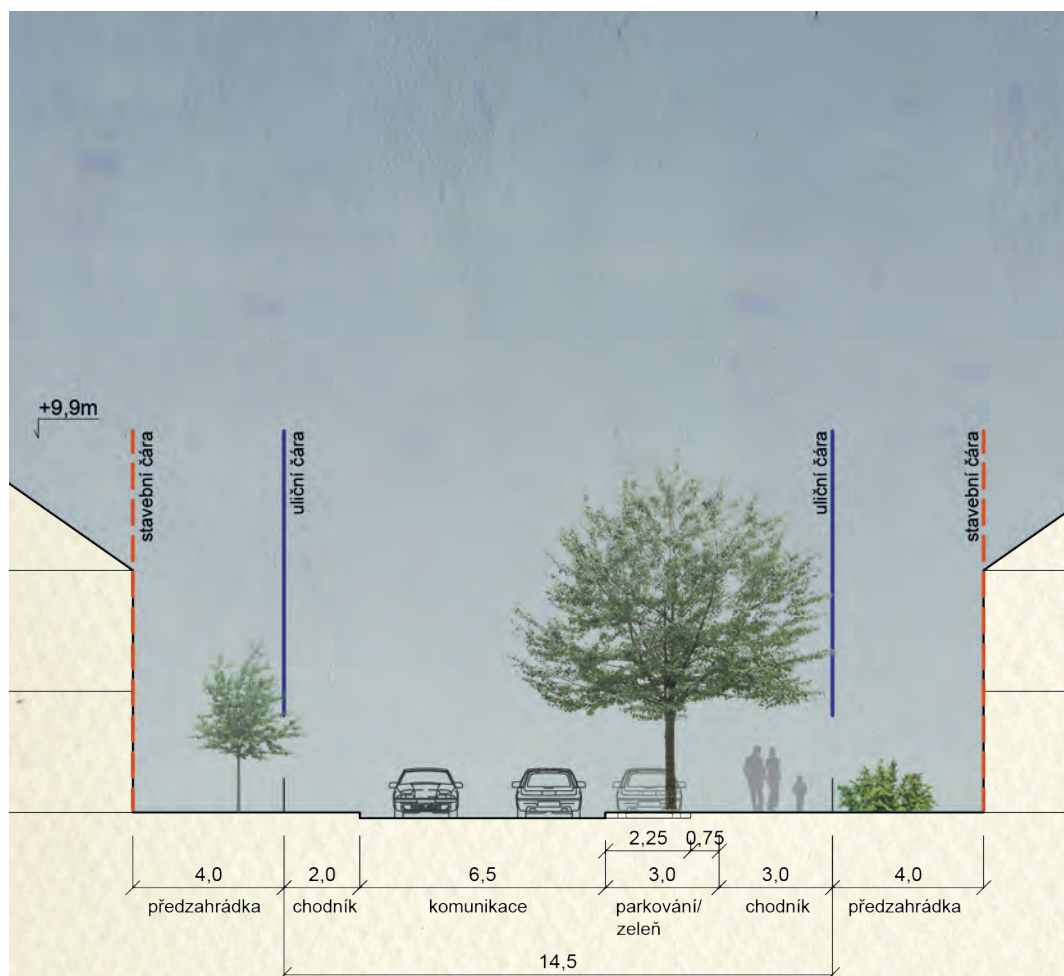 +9,9m
stavební čára
uliční čára
uliční čára
stavební čára
2,25 0,75
4,0 2,0 6,5 3,0 3,0 4,0
předzahrádka chodník komunikace parkování/ chodník předzahrádka
zeleň
14,5